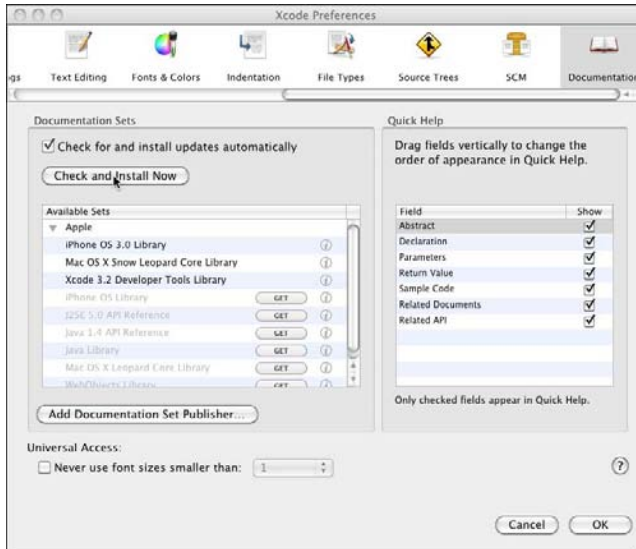 Xcode Preferences
gs Text Editing Fonts & Colors Indentation File Types Source Trees SCM Documentatio
Documentation Sets
Check for and install updates automatically
Check and Install Now
Available Sets
Apple
iPhone OS 3.0 Library
Mac OS X Snow Leopard Core Library
Xcode 3.2 Developer Tools Library
iPhone OS Library GET
J2SE 5.0 API Reference GET
Java 1.4 API Reference GET
Java Library GET
Mac OS X Leopard Core Library GET
WebObjects Library GET
Add Documentation Set Publisher...
Quick Help
Drag fields vertically to change the
order of appearance in Quick Help.
Field Show
Abstract
Declaration
Parameters
Return Value
Sample Code
Related Documents
Related API
Only checked fields appear in Quick Help.
Universal Access:
Never use font sizes smaller than: 1
?
Cancel OK